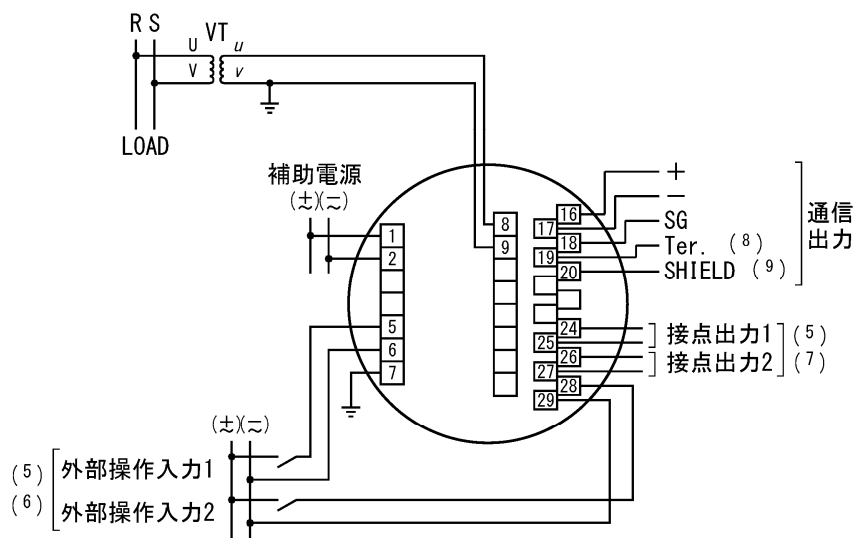 R S
VT
U u
V v
LOAD
補助電源
(±)(∓)
1
2
5
6
7
8
9
16
17
18
19
20
24
25
26
27
28
29
+
−
SG
Ter. (8)
SHIELD (9)
通信
出力
接点出力1 (5)
接点出力2 (7)
(±)(∓)
(5) 外部操作入力1
(6) 外部操作入力2